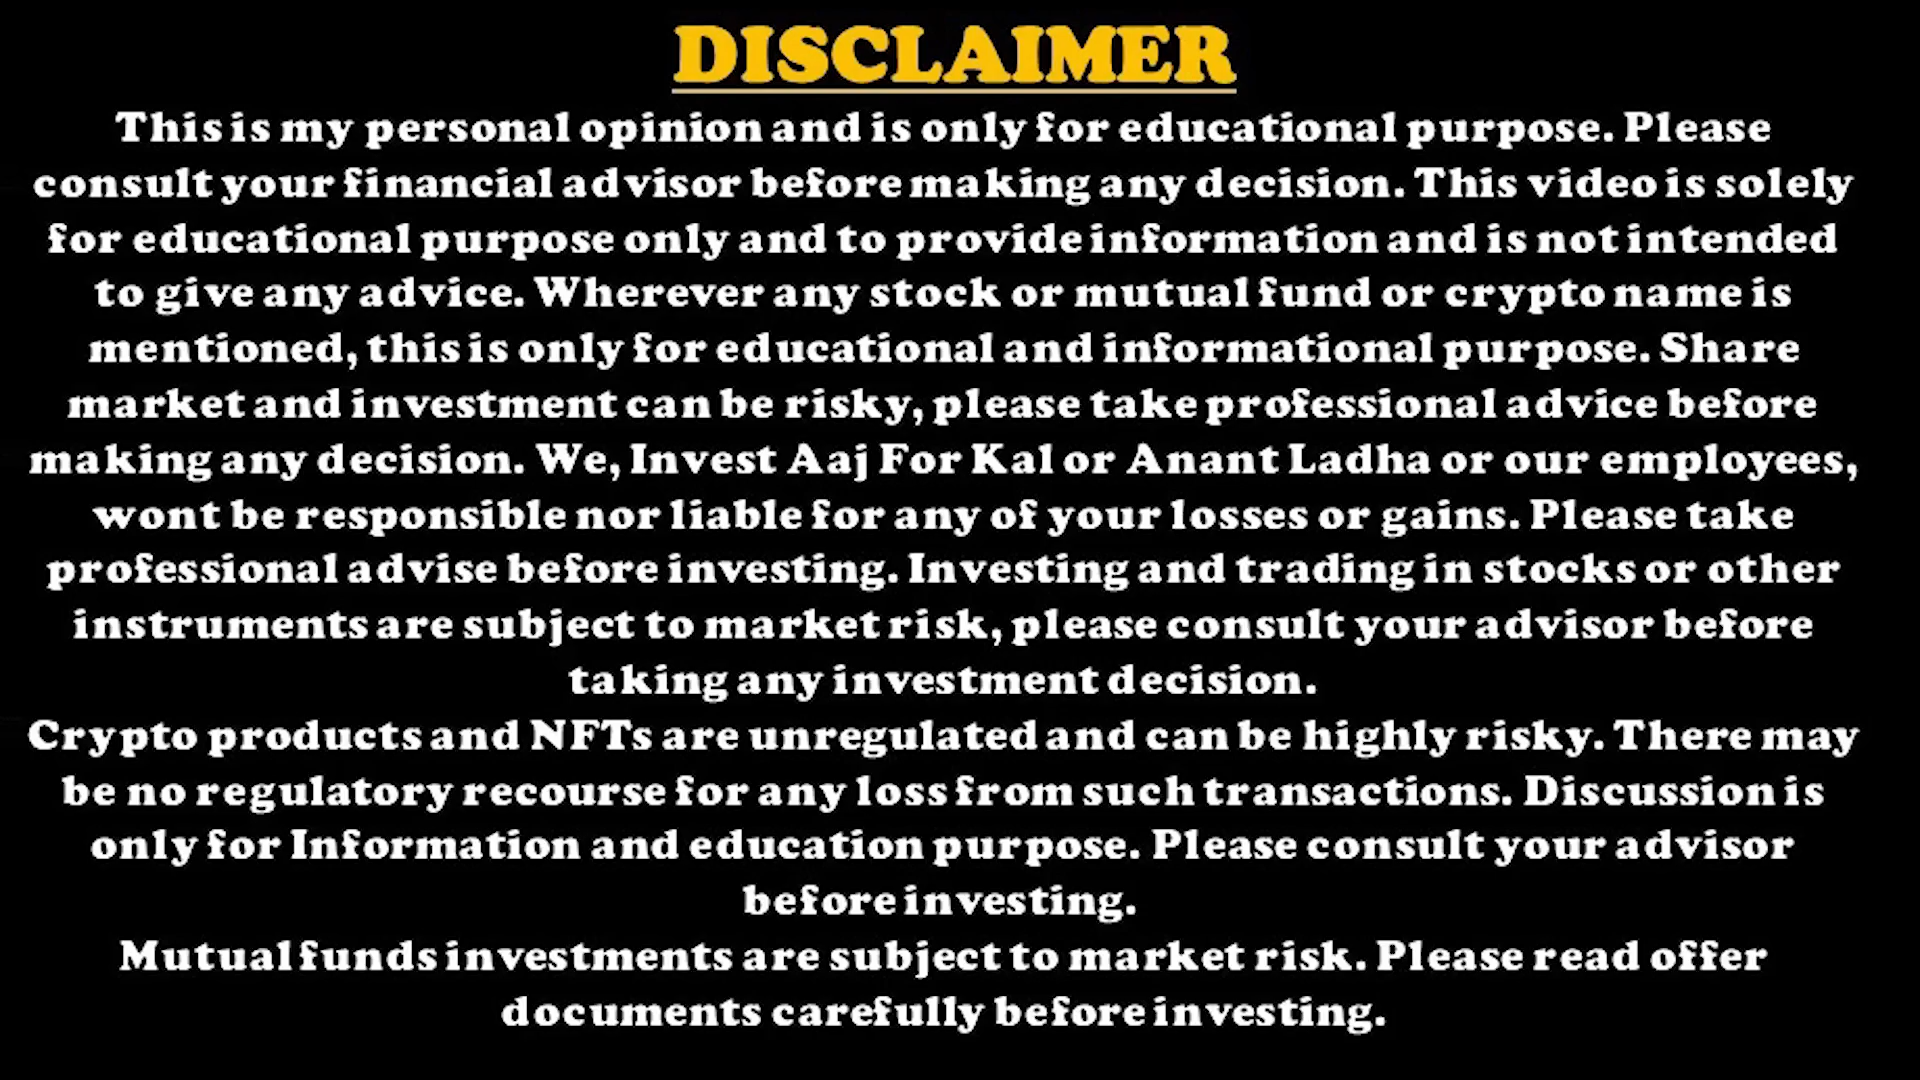 DISCLAIMER
This is my personal opinion and is only for educational purpose. Please
consult your financial advisor before making any decision. This video is solely
for educational purpose only and to provide information and is not intended
to give any advice. Wherever any stock or mutual fund or crypto name is
mentioned, this is only for educational and informational purpose. Share
market and investment can be risky, please take professional advice before
making any decision. We, Invest Aaj For Kal or Anant Ladha or our employees,
wont be responsible nor liable for any of your losses or gains. Please take
professional advise before investing. Investing and trading in stocks or other
instruments are subject to market risk, please consult your advisor before
taking any investment decision.
Crypto products and NFTs are unregulated and can be highly risky. There may
be no regulatory recourse for any loss from such transactions. Discussion is
only for Information and education purpose. Please consult your advisor
before investing.
Mutual funds investments are subject to market risk. Please read offer
documents carefully before investing.